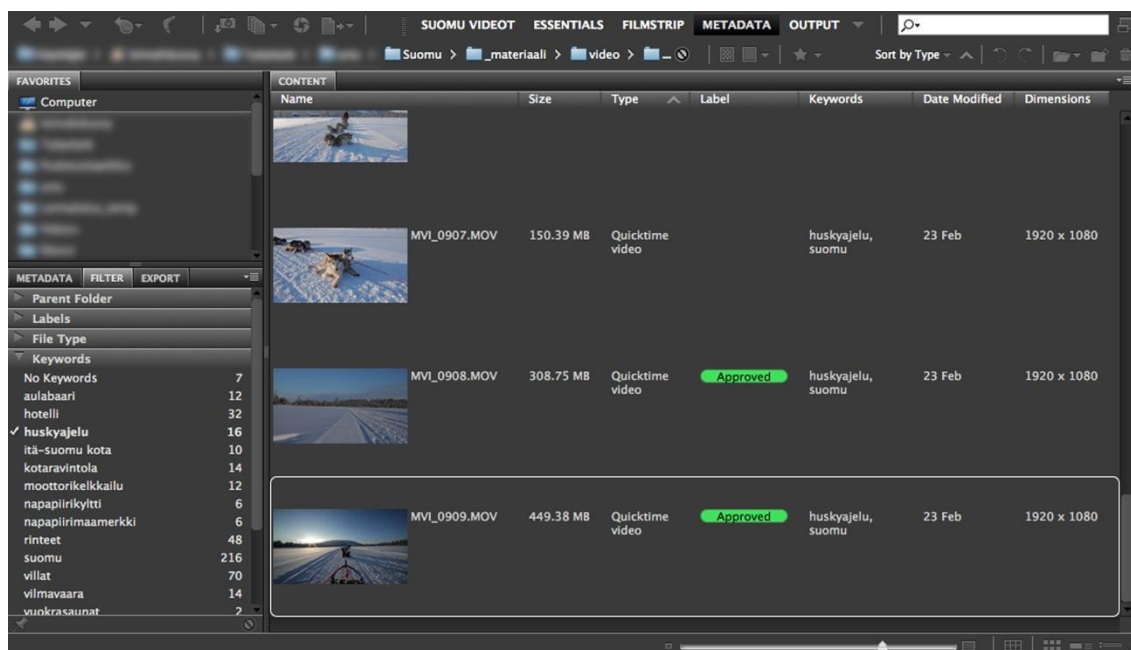 SUOMU VIDEOT ESSENTIALS FILMSTRIP METADATA OUTPUT
Suomu > _materiaali > video > _ Sort by Type
FAVORITES
Computer
METADATA FILTER EXPORT
Parent Folder
Labels
File Type
Keywords
No Keywords 7
aulabaari 12
hotelli 32
✓ huskyajelu 16
itä-suomu kota 10
kotaravintola 14
moottorikelkkailu 12
napapiirikyltti 6
napapiirimaamerkki 6
rinteet 48
suomu 216
villat 70
vilmavaara 14
vuokrasaunat 2
CONTENT
Name Size Type Label Keywords Date Modified Dimensions
MVI_0907.MOV 150.39 MB Quicktime huskyajelu, 23 Feb 1920 x 1080
video suomu
MVI_0908.MOV 308.75 MB Quicktime Approved huskyajelu, 23 Feb 1920 x 1080
video suomu
MVI_0909.MOV 449.38 MB Quicktime Approved huskyajelu, 23 Feb 1920 x 1080
video suomu